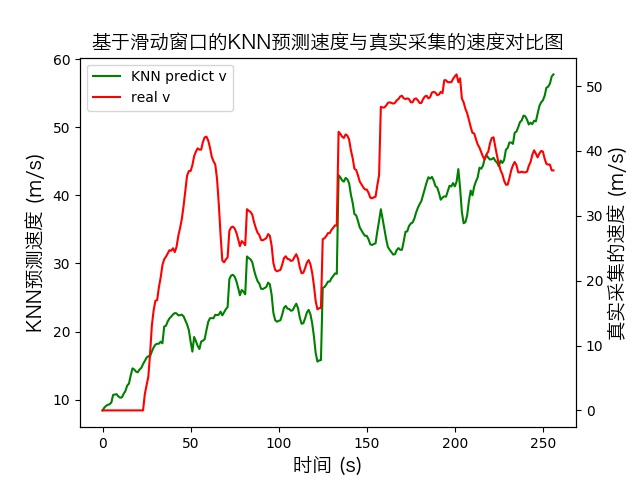 基于滑动窗口的KNN预测速度与真实采集的速度对比图
KNN predict v
real v
KNN预测速度 (m/s)
60
50
40
30
20
10
真实采集的速度 (m/s)
50
40
30
20
10
0
0 50 100 150 200 250
时间 (s)